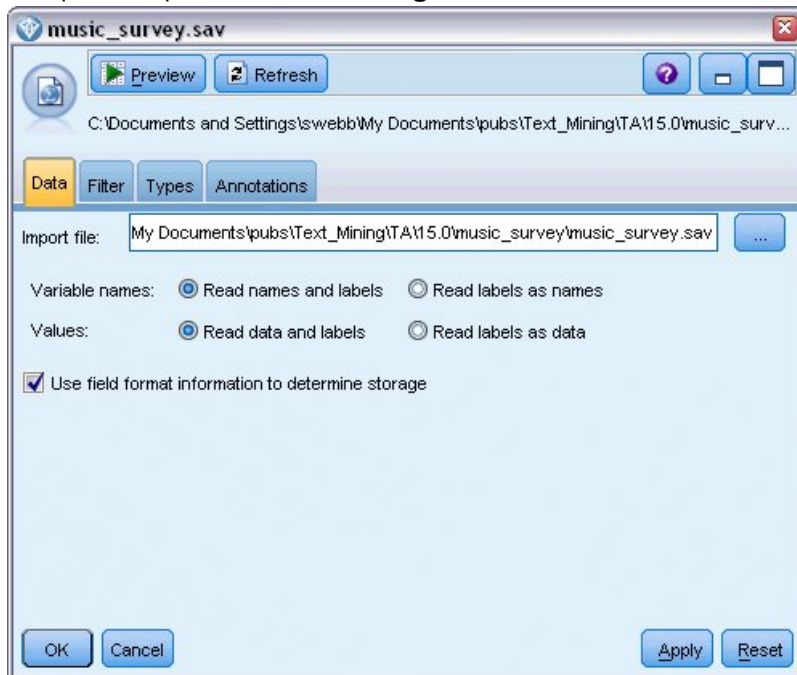 music_survey.sav
Preview Refresh
C:\Documents and Settings\swebb\My Documents\pubs\Text_Mining\TA\15.0\music_surv...
Data Filter Types Annotations
Import file: My Documents\pubs\Text_Mining\TA\15.0\music_survey\music_survey.sav ...
Variable names: Read names and labels Read labels as names
Values: Read data and labels Read labels as data
Use field format information to determine storage
OK Cancel Apply Reset